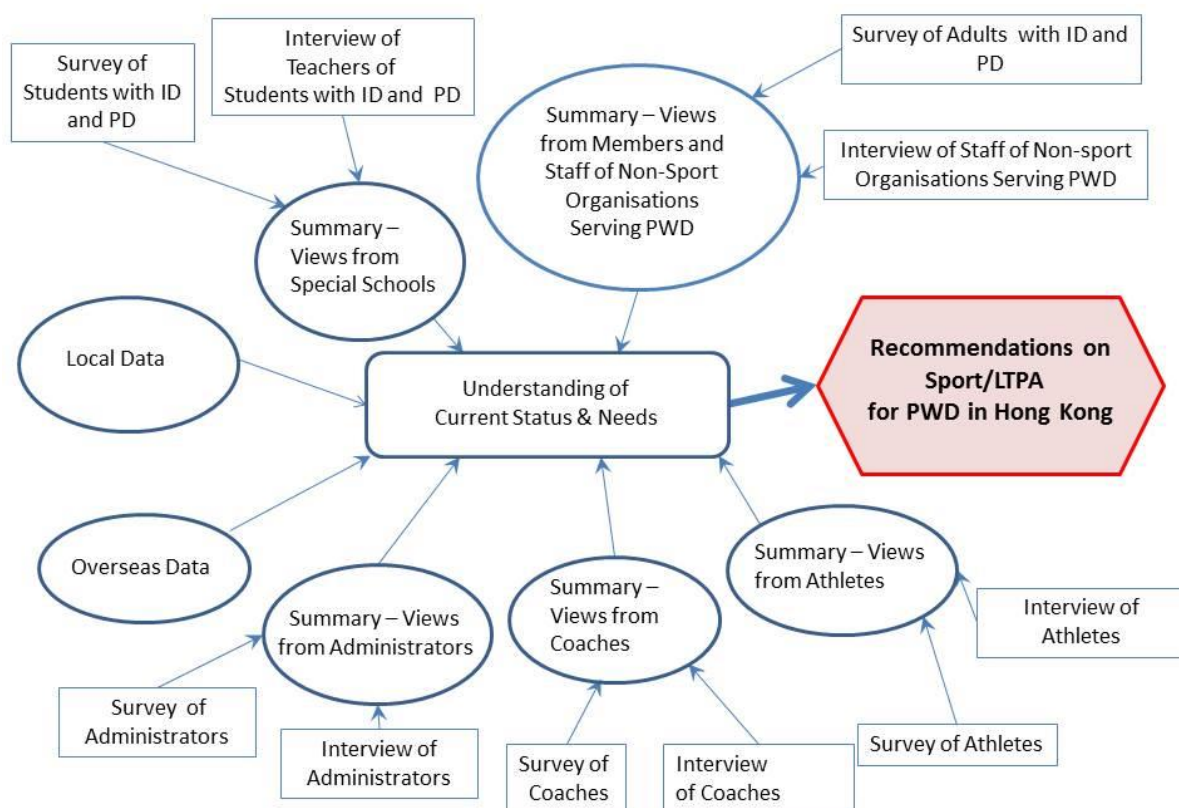 Survey of
Students with ID
and PD
Interview of
Teachers of
Students with ID and PD
Survey of Adults with ID and
PD
Summary – Views
from Members and
Staff of Non-Sport
Organisations
Serving PWD
Interview of Staff of Non-sport
Organisations Serving PWD
Summary –
Views from
Special Schools
Local Data
Understanding of
Current Status & Needs
Recommendations on
Sport/LTPA
for PWD in Hong Kong
Overseas Data
Summary – Views
from Administrators
Summary –
Views from
Coaches
Summary – Views
from Athletes
Interview of
Athletes
Survey of
Administrators
Interview of
Administrators
Survey of
Coaches
Interview
of Coaches
Survey of Athletes